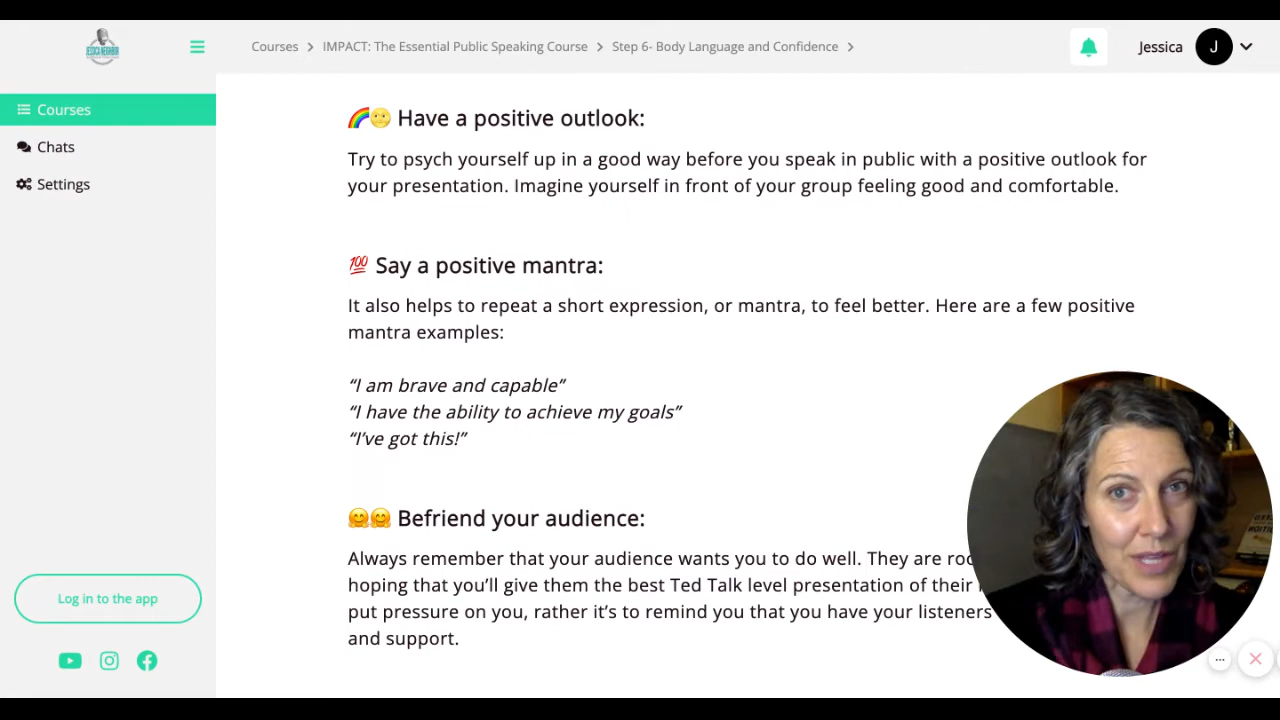 Courses > IMPACT: The Essential Public Speaking Course > Step 6- Body Language and Confidence >
Jessica J
Courses
Chats
Settings
Log in to the app
Have a positive outlook:
Try to psych yourself up in a good way before you speak in public with a positive outlook for
your presentation. Imagine yourself in front of your group feeling good and comfortable.
💯 Say a positive mantra:
It also helps to repeat a short expression, or mantra, to feel better. Here are a few positive
mantra examples:
“I am brave and capable”
“I have the ability to achieve my goals”
“I’ve got this!”
Befriend your audience:
Always remember that your audience wants you to do well. They are
hoping that you’ll give them the best Ted Talk level presentation of their
put pressure on you, rather it’s to remind you that you have your listeners
and support.